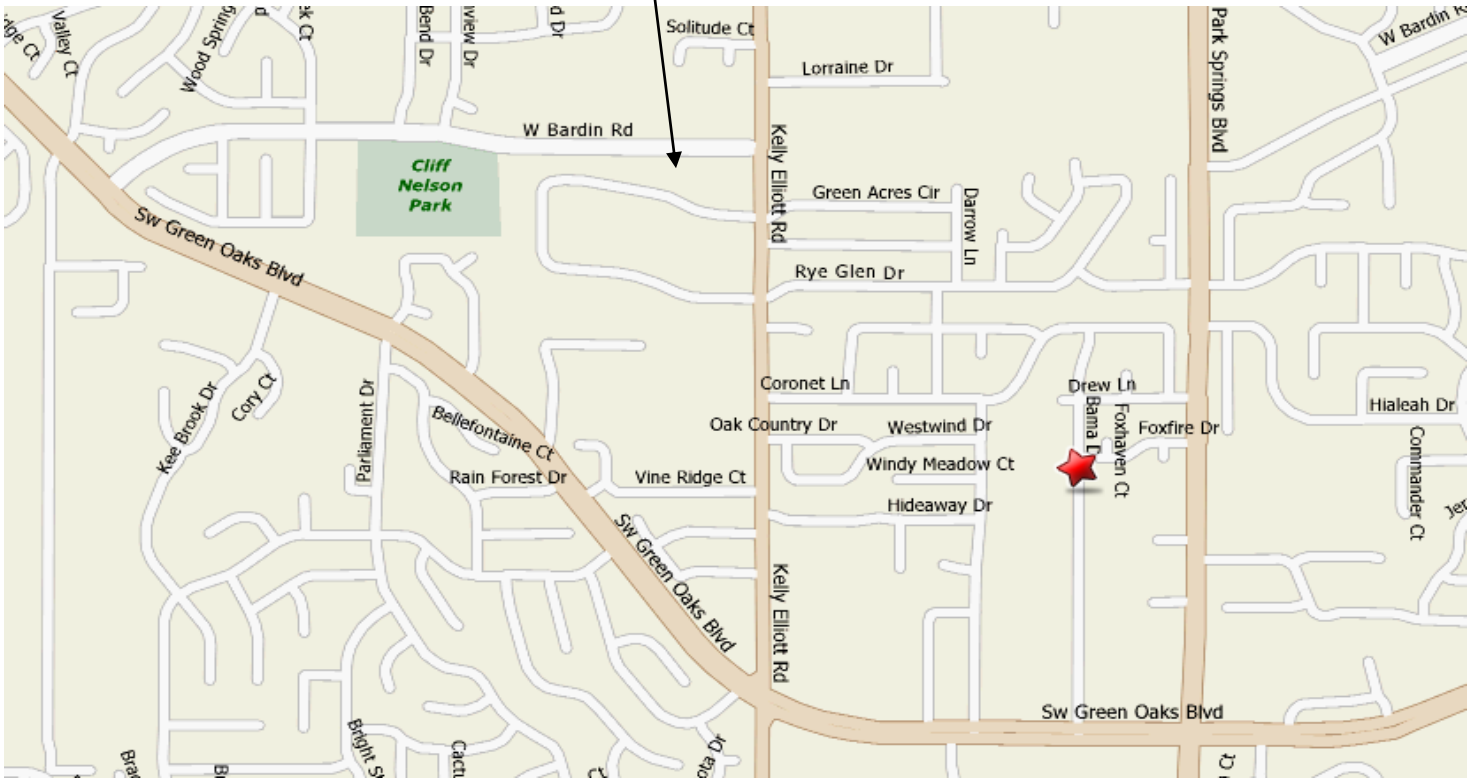 Valley Ct
Wood Spring
Bend Dr
Solitude Ct
Park Springs Blvd
W Bardin R
Lorraine Dr
W Bardin Rd
Kelly Elliott Rd
Cliff
Nelson
Park
Green Acres Cir
Darrow Ln
Sw Green Oaks Blvd
Rye Glen Dr
Coronet Ln
Drew Ln
Kee Brook Dr
Cory Ct
Parliament Dr
Bellefontaine Ct
Oak Country Dr
Westwind Dr
Bama D
Foxhaven Ct
Foxfire Dr
Hialeah Dr
Windy Meadow Ct
Commander Ct
Rain Forest Dr
Vine Ridge Ct
Hideaway Dr
Sw Green Oaks Blvd
Kelly Elliott Rd
Sw Green Oaks Blvd
Bright S
Cactu
ota Dr